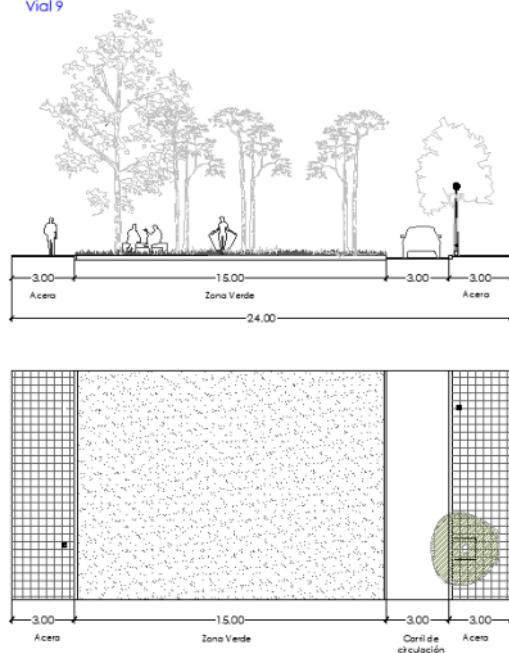 Vial 9
3.00 15.00 3.00 3.00
Acera Zona Verde Acera
24.00
3.00 15.00 3.00 3.00
Acera Zona Verde Carril de Acera
circulación